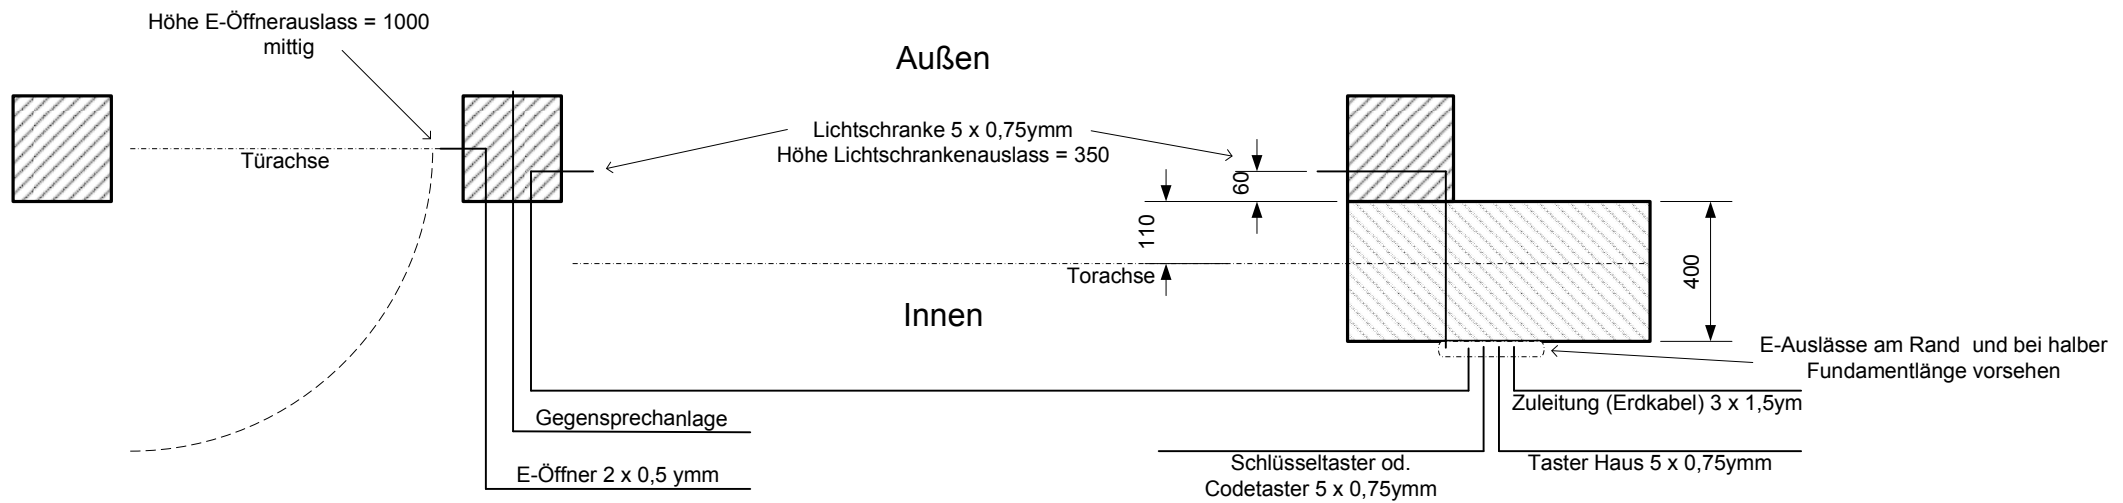 Höhe E-Öffnerauslass = 1000
mittig
Außen
Lichtschranke 5 x 0,75ymm
Höhe Lichtschrankenauslass = 350
Türachse
60
110
Torachse
400
Innen
E-Auslässe am Rand  und bei halber
Fundamentlänge vorsehen
Zuleitung (Erdkabel) 3 x 1,5ym
Gegensprechanlage
E-Öffner 2 x 0,5 ymm
Schlüsseltaster od.
Codetaster 5 x 0,75ymm
Taster Haus 5 x 0,75ymm